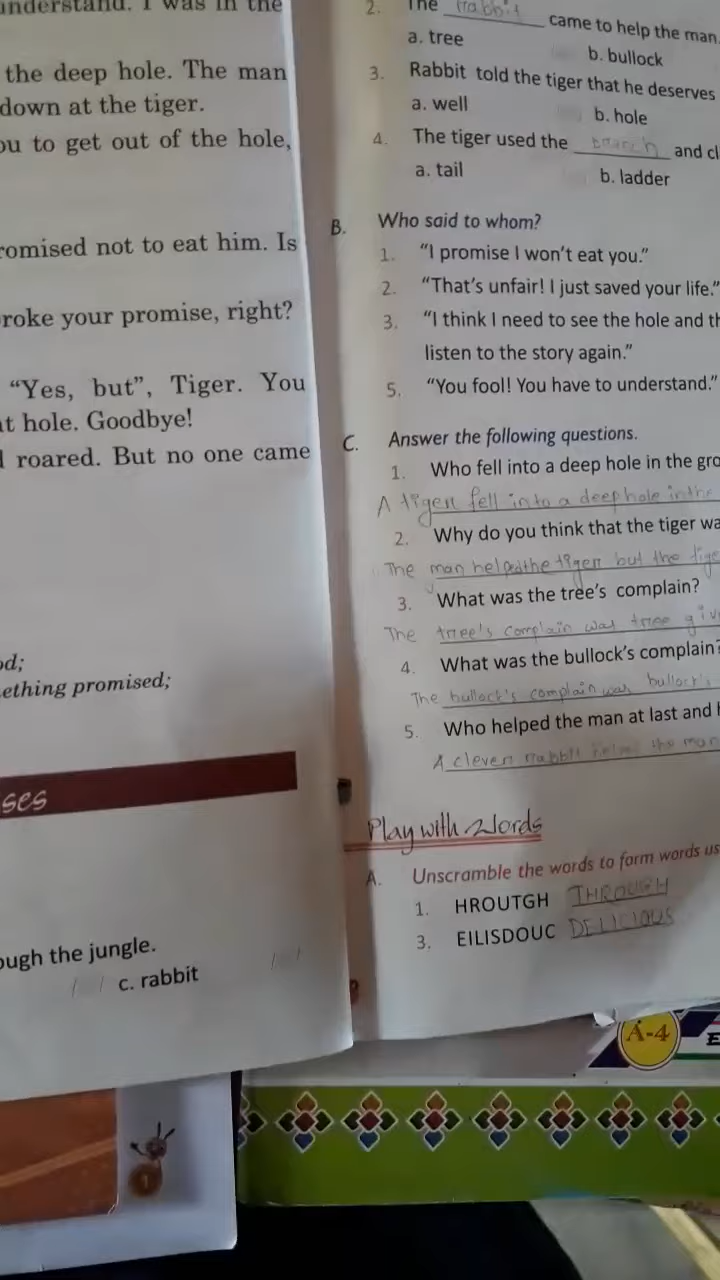 understand. I was in the
the deep hole. The man
down at the tiger.
ou to get out of the hole,
romised not to eat him. Is
roke your promise, right?
"Yes, but", Tiger. You
at hole. Goodbye!
roared. But no one came
od;
ething promised;
ses
ough the jungle.
c. rabbit
2. The rabbit came to help the man.
a. tree b. bullock
3. Rabbit told the tiger that he deserves
a. well b. hole
4. The tiger used the branch and cl
a. tail b. ladder
B. Who said to whom?
1. "I promise I won't eat you."
2. "That's unfair! I just saved your life."
3. "I think I need to see the hole and th
listen to the story again."
5. "You fool! You have to understand."
C. Answer the following questions.
1. Who fell into a deep hole in the gro
A tiger fell into a deep hole in the
2. Why do you think that the tiger wa
The man helped the tiger but the tige
3. What was the tree's complain?
The tree's complain was tree giv
4. What was the bullock's complain?
The bullock's complain was bullock's
5. Who helped the man at last and h
A clever rabbit helped the man
Play with Words
A. Unscramble the words to form words us
1. HROUTGH THROUGH
3. EILISDOUC DELICIOUS
A-4
E
1